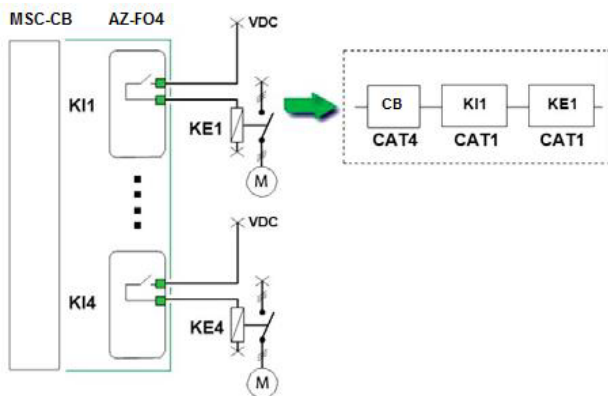 MSC-CB AZ-FO4
VDC
KI1
KE1
M
CB KI1 KE1
CAT4 CAT1 CAT1
VDC
KI4
KE4
M